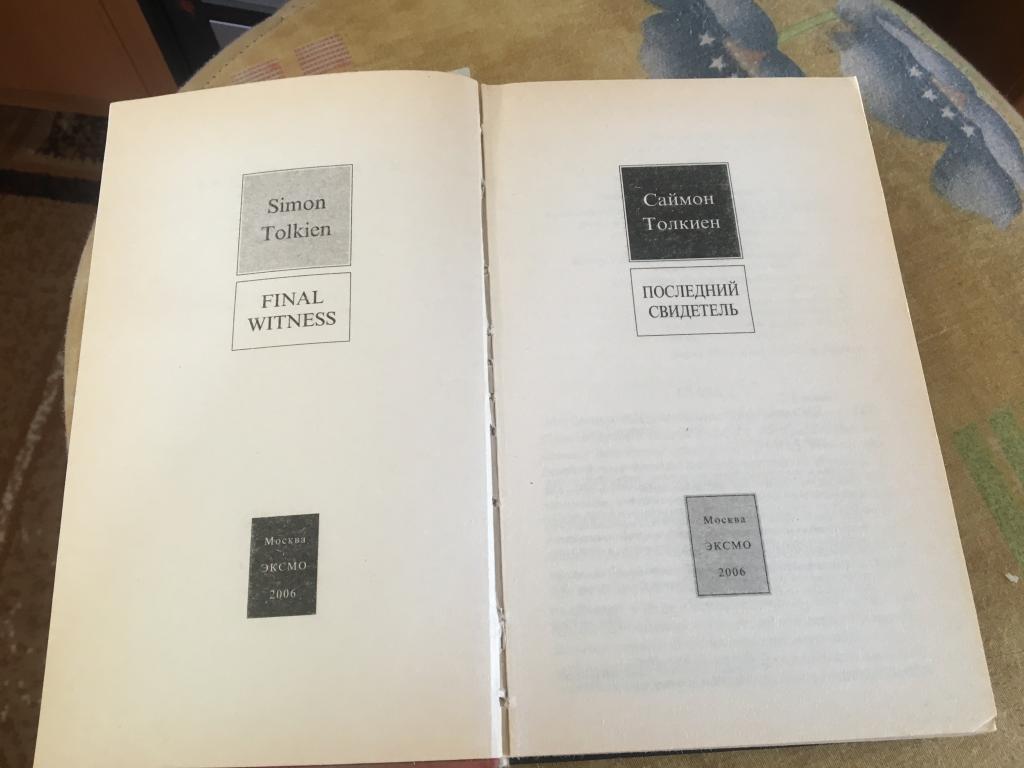 Simon
Tolkien
FINAL
WITNESS
Москва
ЭКСМО
2006
Саймон
Толкиен
ПОСЛЕДНИЙ
СВИДЕТЕЛЬ
Москва
ЭКСМО
2006